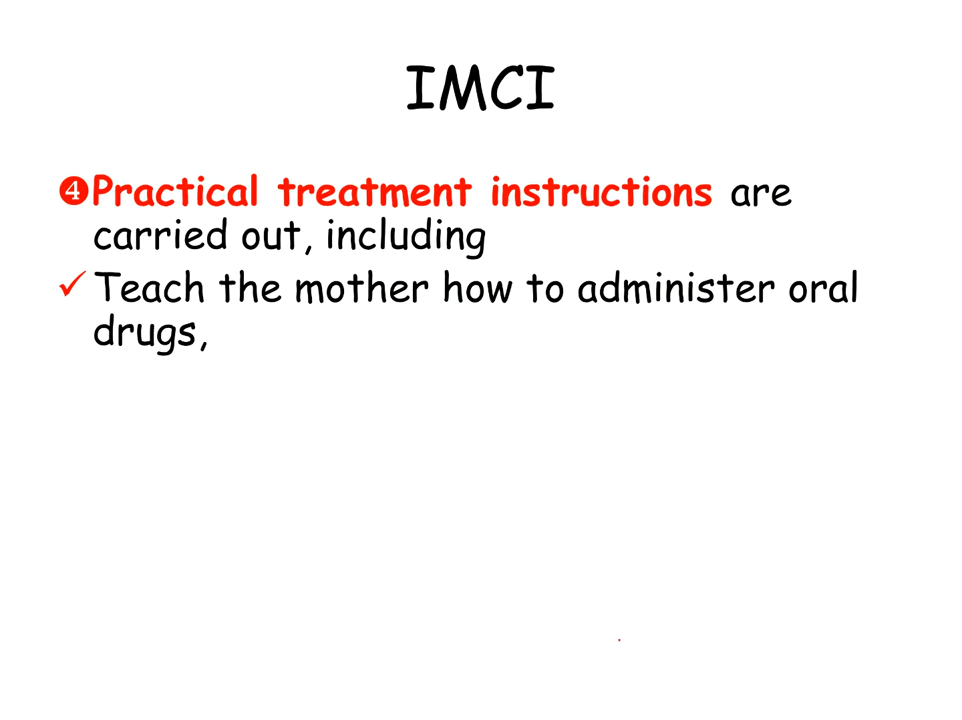 IMCI
❹Practical treatment instructions are
carried out, including
✓ Teach the mother how to administer oral
drugs,